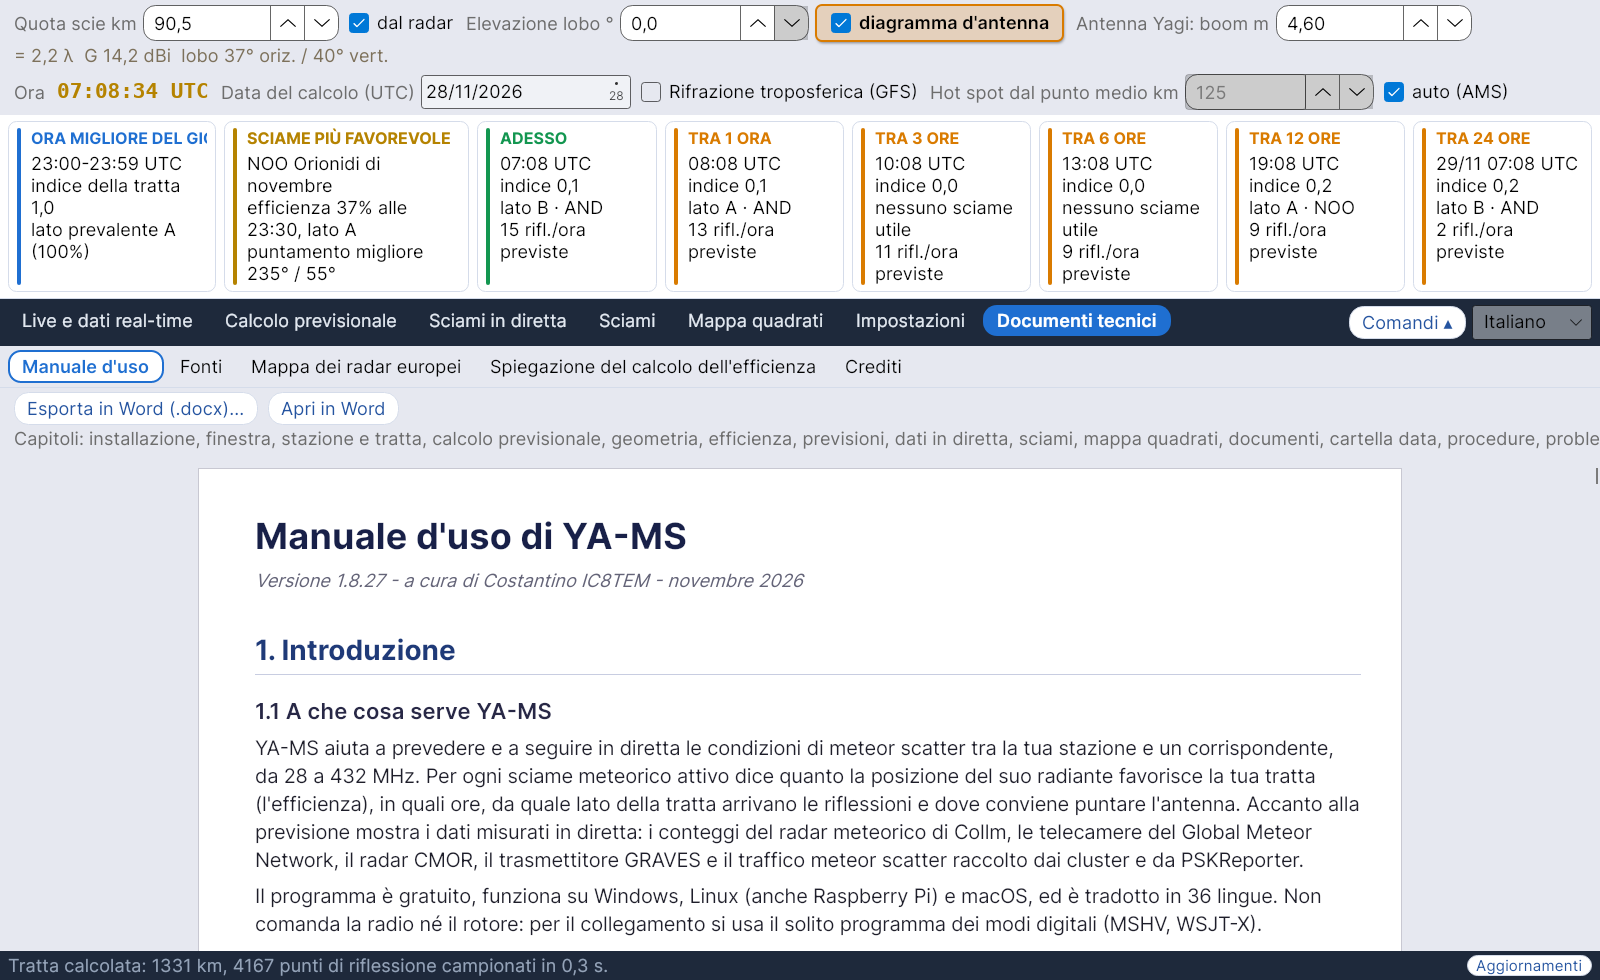 Quota scie km 90,5 dal radar Elevazione lobo ° 0,0 diagramma d'antenna Antenna Yagi: boom m 4,60
= 2,2 λ G 14,2 dBi lobo 37° oriz. / 40° vert.
Ora 07:08:34 UTC Data del calcolo (UTC) 28/11/2026 28 Rifrazione troposferica (GFS) Hot spot dal punto medio km 125 auto (AMS)
ORA MIGLIORE DEL GI
23:00-23:59 UTC
indice della tratta
1,0
lato prevalente A
(100%)
SCIAME PIÙ FAVOREVOLE
NOO Orionidi di
novembre
efficienza 37% alle
23:30, lato A
puntamento migliore
235° / 55°
ADESSO
07:08 UTC
indice 0,1
lato B · AND
15 rifl./ora
previste
TRA 1 ORA
08:08 UTC
indice 0,1
lato A · AND
13 rifl./ora
previste
TRA 3 ORE
10:08 UTC
indice 0,0
nessuno sciame
utile
11 rifl./ora
previste
TRA 6 ORE
13:08 UTC
indice 0,0
nessuno sciame
utile
9 rifl./ora
previste
TRA 12 ORE
19:08 UTC
indice 0,2
lato A · NOO
9 rifl./ora
previste
TRA 24 ORE
29/11 07:08 UTC
indice 0,2
lato B · AND
2 rifl./ora
previste
Live e dati real-time Calcolo previsionale Sciami in diretta Sciami Mappa quadrati Impostazioni Documenti tecnici Comandi ▴ Italiano
Manuale d'uso Fonti Mappa dei radar europei Spiegazione del calcolo dell'efficienza Crediti
Esporta in Word (.docx)... Apri in Word
Capitoli: installazione, finestra, stazione e tratta, calcolo previsionale, geometria, efficienza, previsioni, dati in diretta, sciami, mappa quadrati, documenti, cartella data, procedure, proble
Manuale d'uso di YA-MS
Versione 1.8.27 - a cura di Costantino IC8TEM - novembre 2026
1. Introduzione
1.1 A che cosa serve YA-MS
YA-MS aiuta a prevedere e a seguire in diretta le condizioni di meteor scatter tra la tua stazione e un corrispondente,
da 28 a 432 MHz. Per ogni sciame meteorico attivo dice quanto la posizione del suo radiante favorisce la tua tratta
(l'efficienza), in quali ore, da quale lato della tratta arrivano le riflessioni e dove conviene puntare l'antenna. Accanto alla
previsione mostra i dati misurati in diretta: i conteggi del radar meteorico di Collm, le telecamere del Global Meteor
Network, il radar CMOR, il trasmettitore GRAVES e il traffico meteor scatter raccolto dai cluster e da PSKReporter.
Il programma è gratuito, funziona su Windows, Linux (anche Raspberry Pi) e macOS, ed è tradotto in 36 lingue. Non
comanda la radio né il rotore: per il collegamento si usa il solito programma dei modi digitali (MSHV, WSJT-X).
Tratta calcolata: 1331 km, 4167 punti di riflessione campionati in 0,3 s. Aggiornamenti